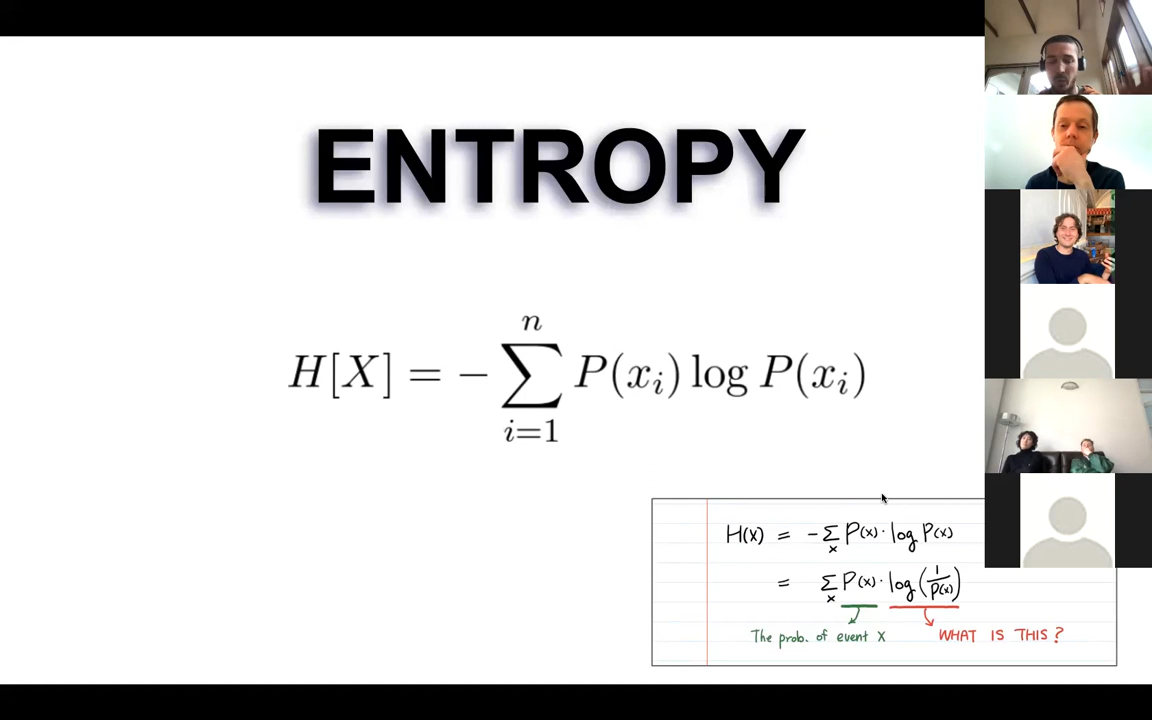 ENTROPY
H[X] = − ∑_{i=1}^{n} P(x_i) log P(x_i)
H(X) = −∑_x P(x)·log P(x)
= ∑_x P(x)·log(1/P(x))
The prob. of event X
WHAT IS THIS?